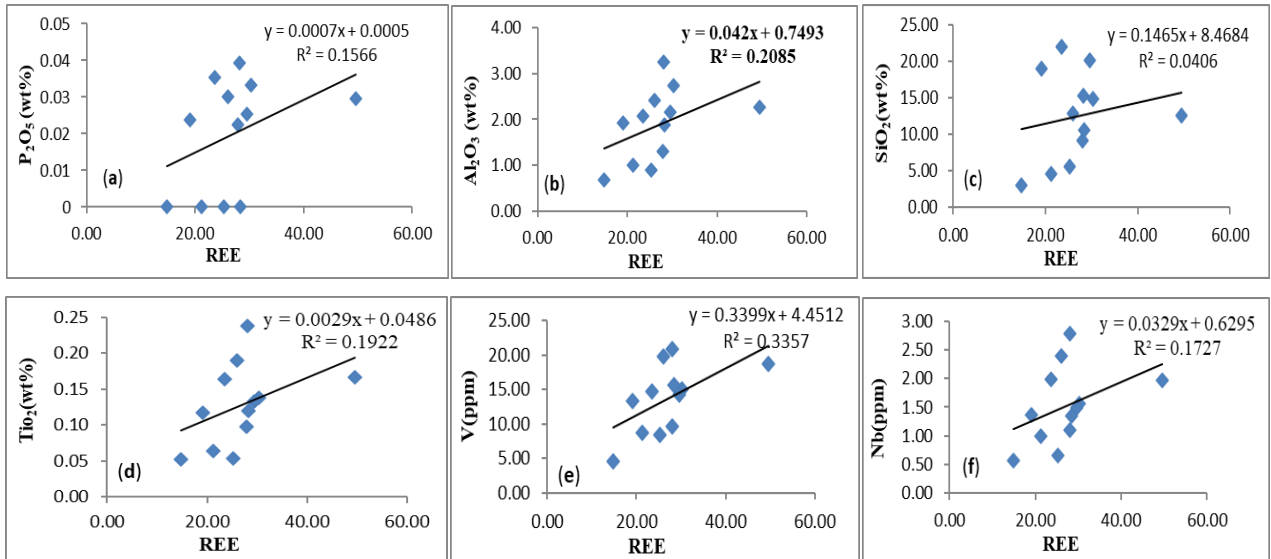 y = 0.0007x + 0.0005
R² = 0.1566
0.05
0.04
0.03
0.02
0.01
0
P₂O₅ (wt%)
(a)
0.00 20.00 40.00 60.00
REE
y = 0.042x + 0.7493
R² = 0.2085
4.00
3.00
2.00
1.00
0.00
Al₂O₃ (wt%)
(b)
0.00 20.00 40.00 60.00
REE
y = 0.1465x + 8.4684
R² = 0.0406
25.00
20.00
15.00
10.00
5.00
0.00
SiO₂(wt%)
(c)
0.00 20.00 40.00 60.00
REE
y = 0.0029x + 0.0486
R² = 0.1922
0.25
0.20
0.15
0.10
0.05
0.00
Tio₂(wt%)
(d)
0.00 20.00 40.00 60.00
REE
y = 0.3399x + 4.4512
R² = 0.3357
25.00
20.00
15.00
10.00
5.00
0.00
V(ppm)
(e)
0.00 20.00 40.00 60.00
REE
y = 0.0329x + 0.6295
R² = 0.1727
3.00
2.50
2.00
1.50
1.00
0.50
0.00
Nb(ppm)
(f)
0.00 20.00 40.00 60.00
REE